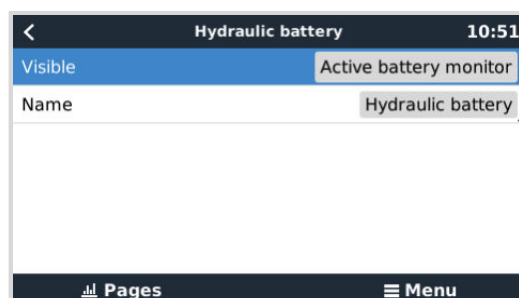 Hydraulic battery 10:51
Visible Active battery monitor
Name Hydraulic battery
Pages Menu